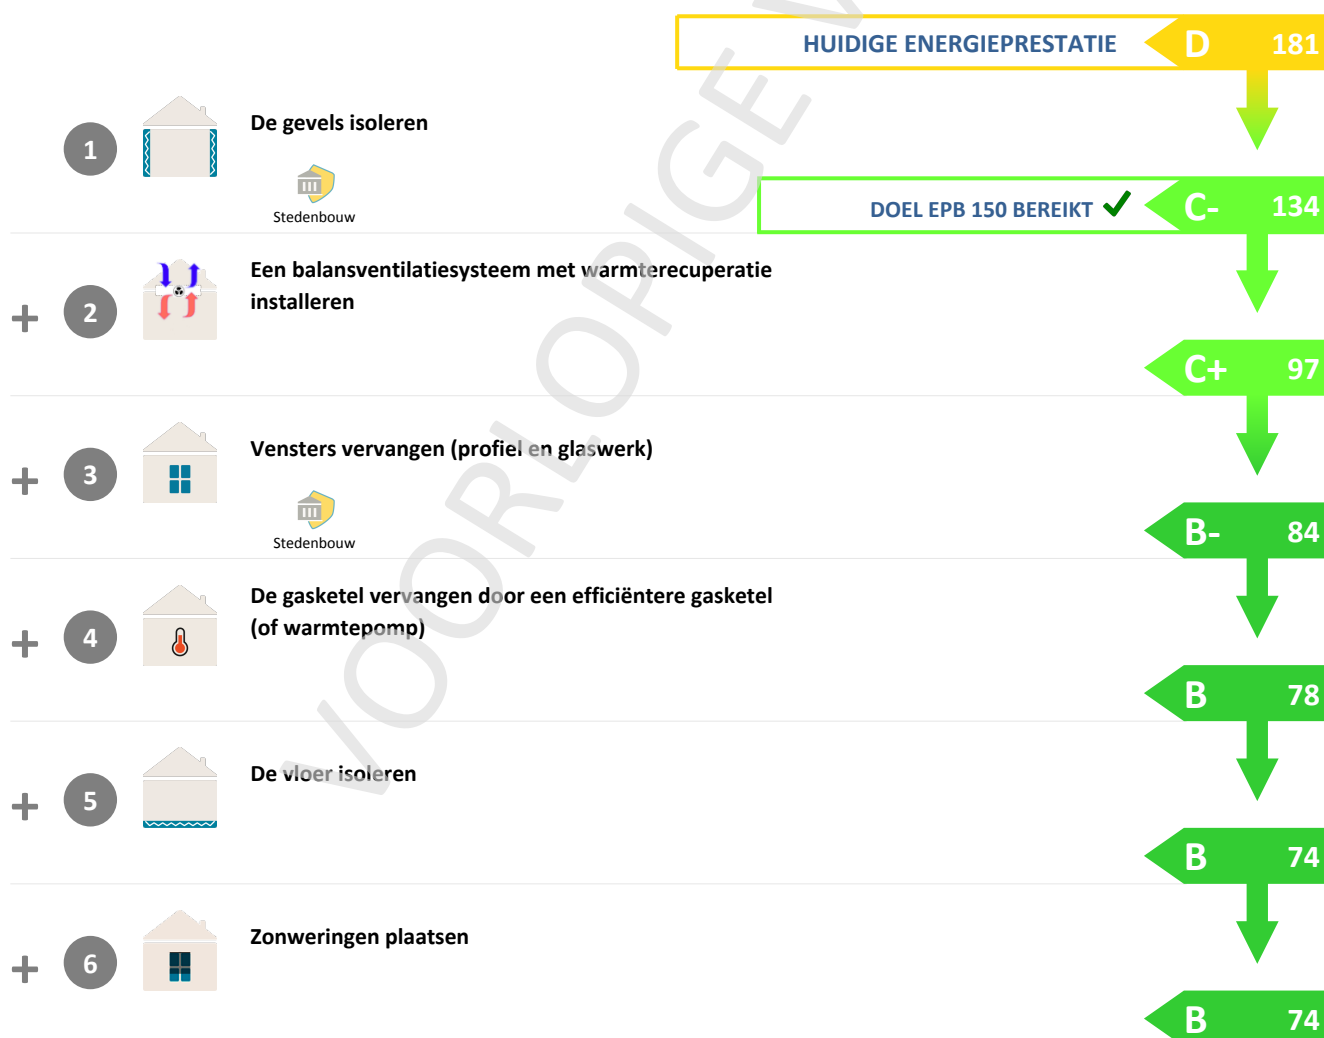 HUIDIGE ENERGIEPRESTATIE D 181
1 De gevels isoleren
Stedenbouw
DOEL EPB 150 BEREIKT ✓ C- 134
+ 2 Een balansventilatiesysteem met warmterecuperatie
installeren
C+ 97
+ 3 Vensters vervangen (profiel en glaswerk)
Stedenbouw
B- 84
+ 4 De gasketel vervangen door een efficiëntere gasketel
(of warmtepomp)
B 78
+ 5 De vloer isoleren
B 74
+ 6 Zonweringen plaatsen
B 74
VOORLOPIGE V